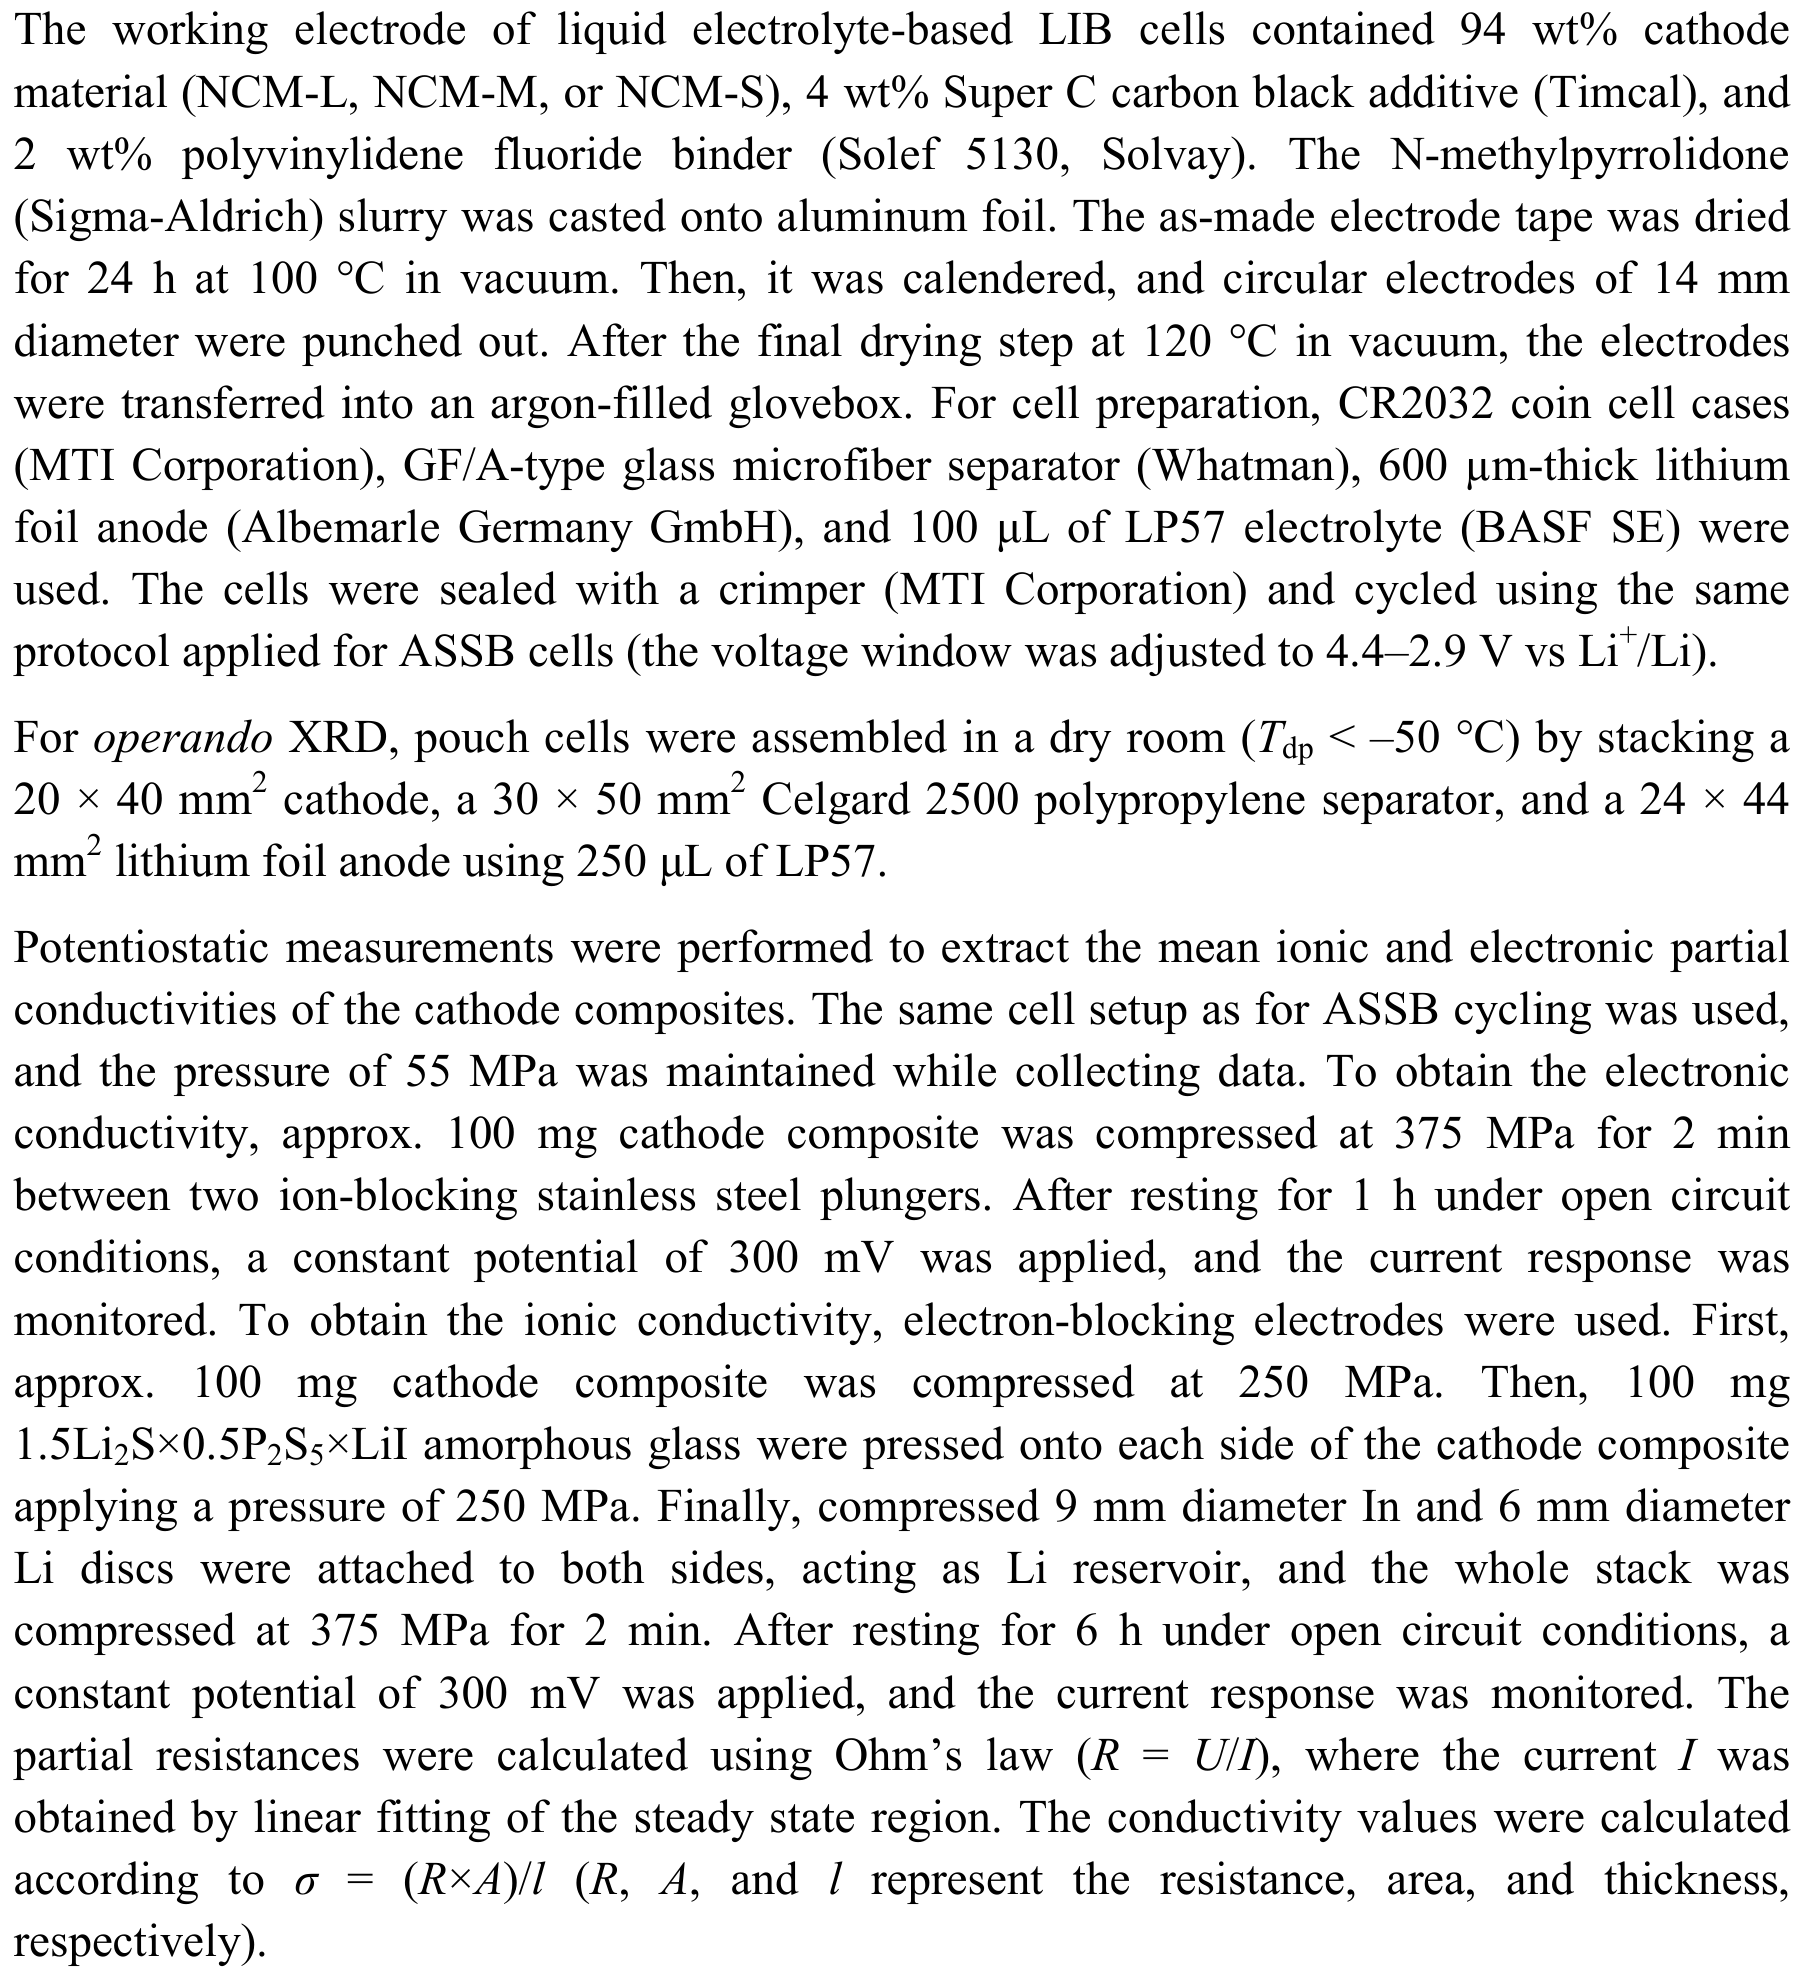 The working electrode of liquid electrolyte-based LIB cells contained 94 wt% cathode
material (NCM-L, NCM-M, or NCM-S), 4 wt% Super C carbon black additive (Timcal), and
2 wt% polyvinylidene fluoride binder (Solef 5130, Solvay). The N-methylpyrrolidone
(Sigma-Aldrich) slurry was casted onto aluminum foil. The as-made electrode tape was dried
for 24 h at 100 °C in vacuum. Then, it was calendered, and circular electrodes of 14 mm
diameter were punched out. After the final drying step at 120 °C in vacuum, the electrodes
were transferred into an argon-filled glovebox. For cell preparation, CR2032 coin cell cases
(MTI Corporation), GF/A-type glass microfiber separator (Whatman), 600 μm-thick lithium
foil anode (Albemarle Germany GmbH), and 100 μL of LP57 electrolyte (BASF SE) were
used. The cells were sealed with a crimper (MTI Corporation) and cycled using the same
protocol applied for ASSB cells (the voltage window was adjusted to 4.4–2.9 V vs Li⁺/Li).
For operando XRD, pouch cells were assembled in a dry room (T_dp < –50 °C) by stacking a
20 × 40 mm² cathode, a 30 × 50 mm² Celgard 2500 polypropylene separator, and a 24 × 44
mm² lithium foil anode using 250 μL of LP57.
Potentiostatic measurements were performed to extract the mean ionic and electronic partial
conductivities of the cathode composites. The same cell setup as for ASSB cycling was used,
and the pressure of 55 MPa was maintained while collecting data. To obtain the electronic
conductivity, approx. 100 mg cathode composite was compressed at 375 MPa for 2 min
between two ion-blocking stainless steel plungers. After resting for 1 h under open circuit
conditions, a constant potential of 300 mV was applied, and the current response was
monitored. To obtain the ionic conductivity, electron-blocking electrodes were used. First,
approx. 100 mg cathode composite was compressed at 250 MPa. Then, 100 mg
1.5Li₂S×0.5P₂S₅×LiI amorphous glass were pressed onto each side of the cathode composite
applying a pressure of 250 MPa. Finally, compressed 9 mm diameter In and 6 mm diameter
Li discs were attached to both sides, acting as Li reservoir, and the whole stack was
compressed at 375 MPa for 2 min. After resting for 6 h under open circuit conditions, a
constant potential of 300 mV was applied, and the current response was monitored. The
partial resistances were calculated using Ohm’s law (R = U/I), where the current I was
obtained by linear fitting of the steady state region. The conductivity values were calculated
according to σ = (R×A)/l (R, A, and l represent the resistance, area, and thickness,
respectively).